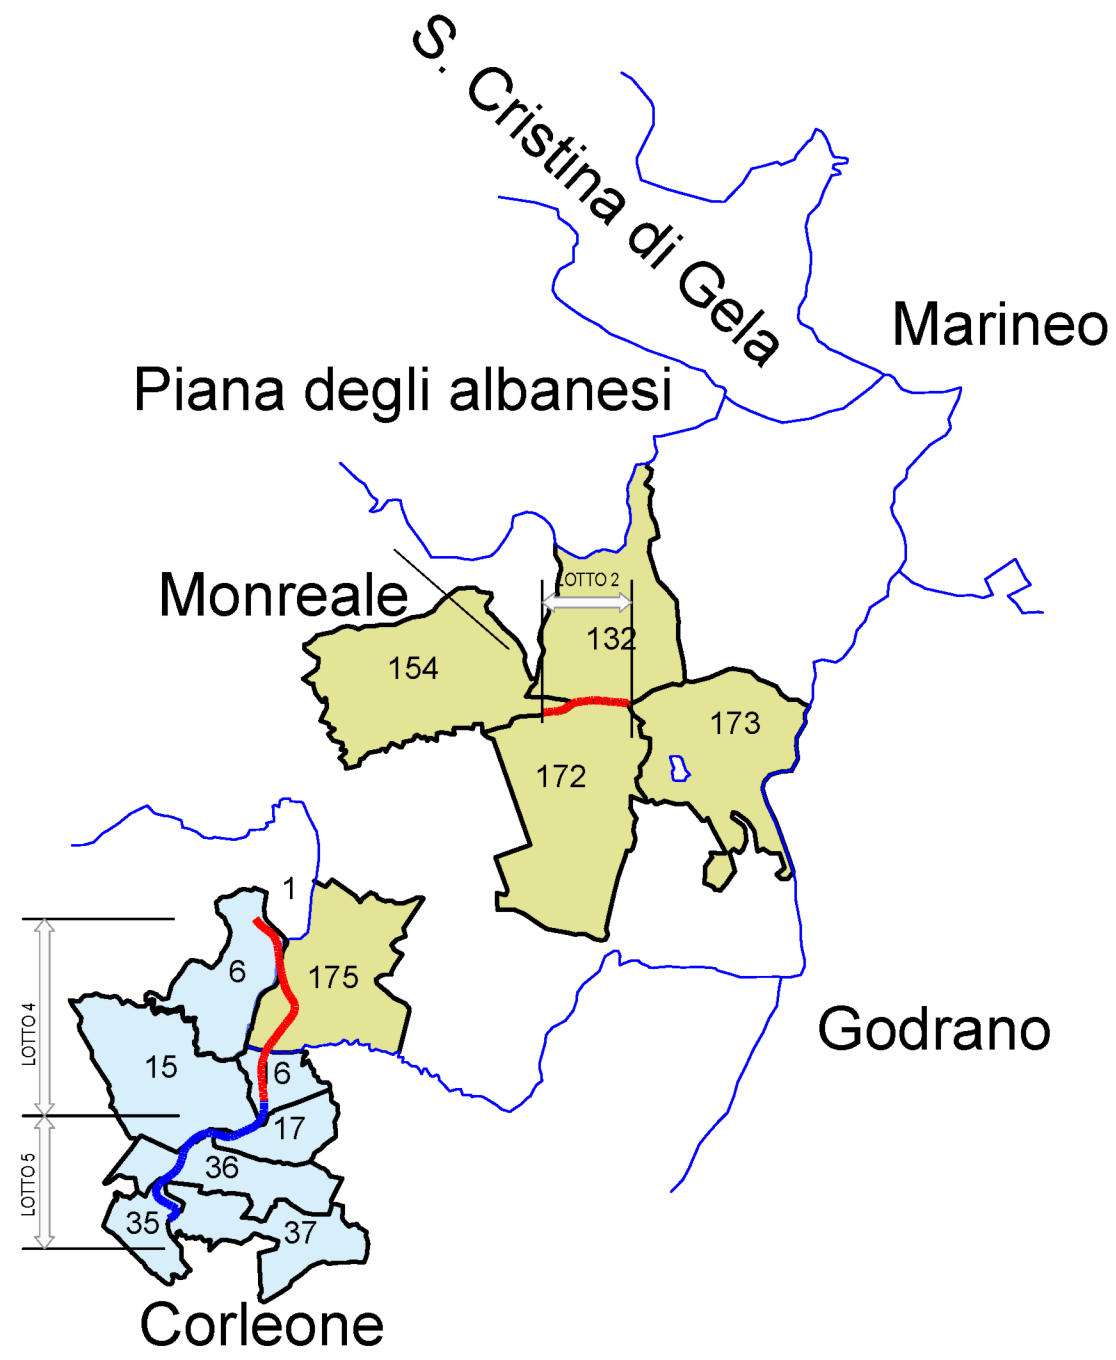 S. Cristina di Gela
Marineo
Piana degli albanesi
LOTTO 2
Monreale
132
154
173
172
1
6
175
LOTTO 4
Godrano
15
6
17
36
LOTTO 5
35
37
Corleone